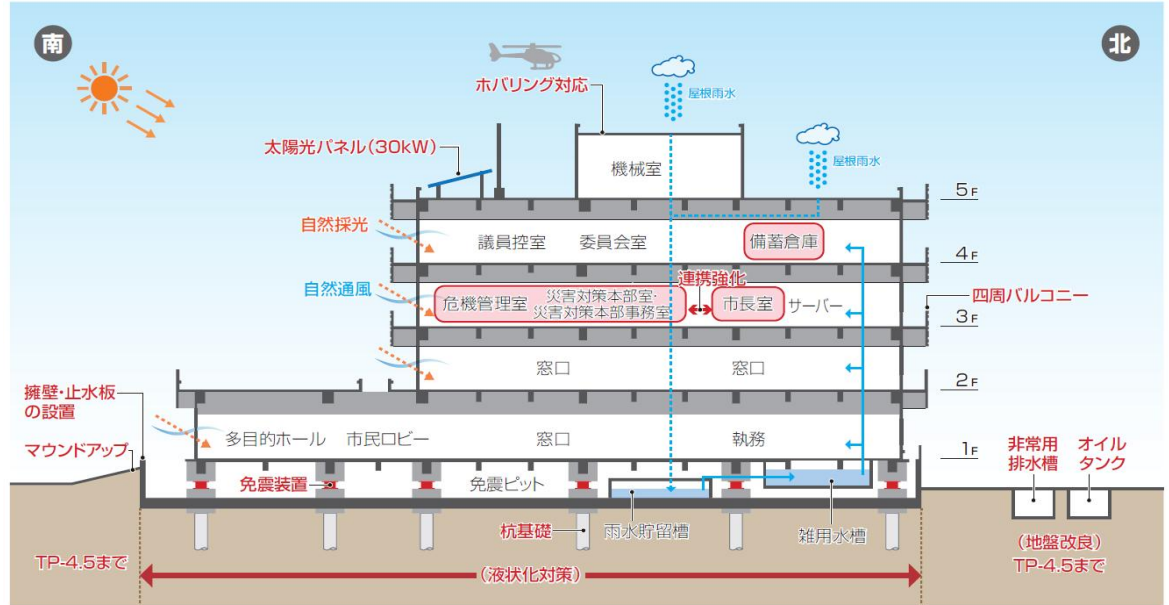 南
北
ホバリング対応
屋根雨水
屋根雨水
太陽光パネル(30kW)
機械室
5F
自然採光
議員控室
委員会室
備蓄倉庫
4F
連携強化
自然通風
危機管理室
災害対策本部室・
災害対策本部事務室
市長室
サーバー
四周バルコニー
3F
窓口
窓口
2F
擁壁・止水板
の設置
多目的ホール
市民ロビー
窓口
執務
マウンドアップ
1F
非常用
排水槽
オイル
タンク
免震装置
免震ピット
杭基礎
雨水貯留槽
雑用水槽
TP-4.5まで
(液状化対策)
(地盤改良)
TP-4.5まで